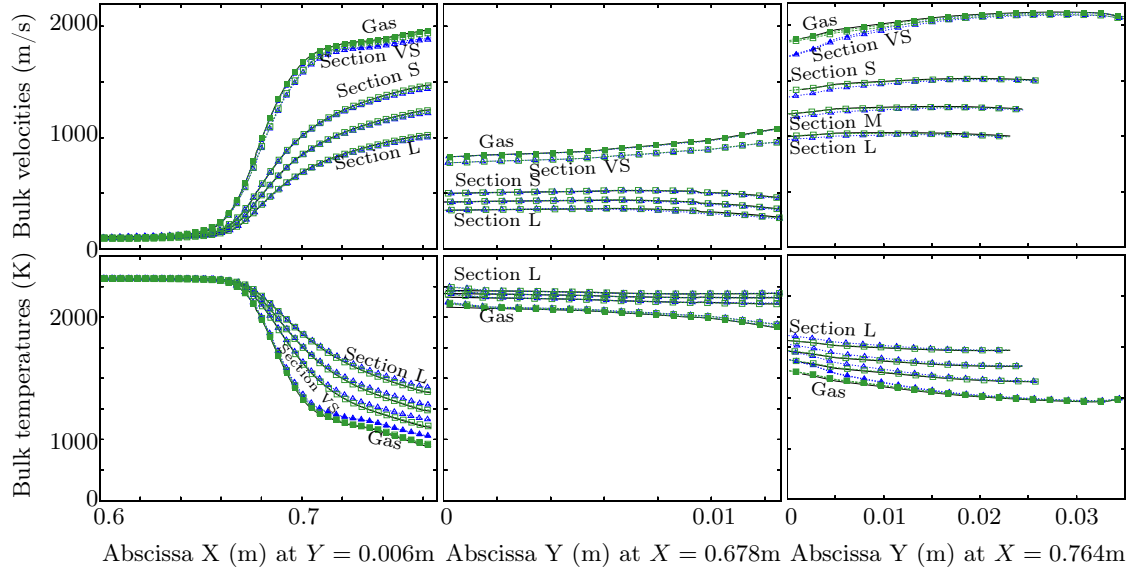 Bulk velocities (m/s)
2000
1000
0
Gas
Section VS
Section S
Section L
Gas
Section VS
Section S
Section L
Gas
Section VS
Section S
Section M
Section L
Bulk temperatures (K)
2000
1000
0
Section L
Section VS
Gas
Section L
Gas
Section L
Gas
0.6 0.7 0 0.01 0 0.01 0.02 0.03
Abscissa X (m) at Y = 0.006m Abscissa Y (m) at X = 0.678m Abscissa Y (m) at X = 0.764m